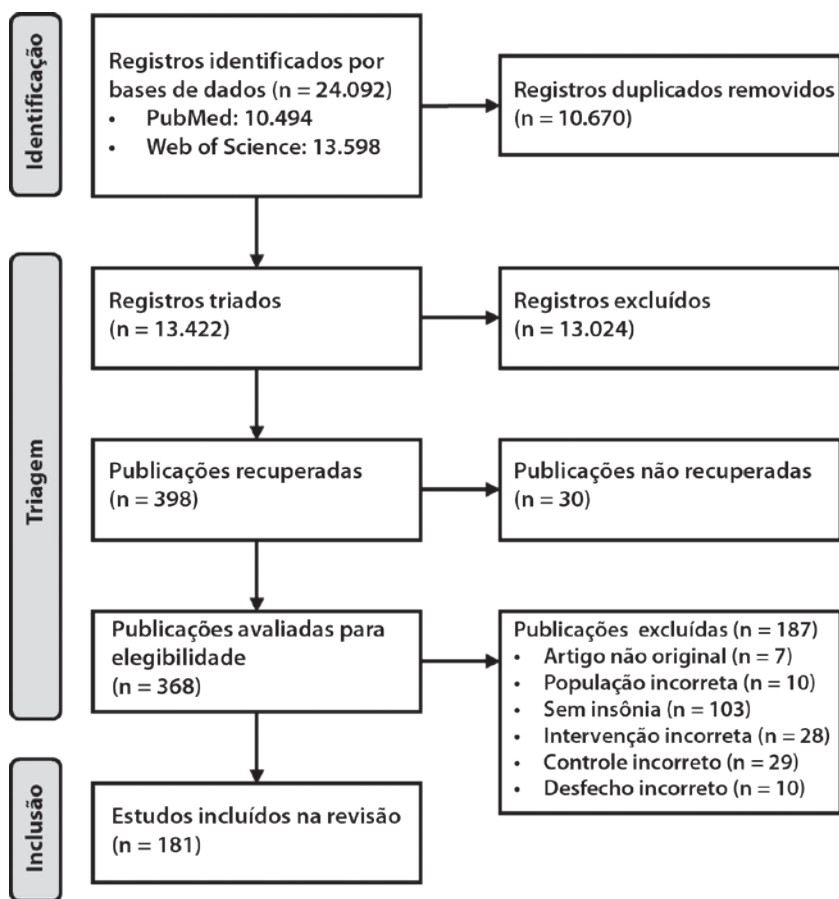 Identificação
Registros identificados por
bases de dados (n = 24.092)
• PubMed: 10.494
• Web of Science: 13.598
Registros duplicados removidos
(n = 10.670)
Triagem
Registros triados
(n = 13.422)
Registros excluídos
(n = 13.024)
Publicações recuperadas
(n = 398)
Publicações não recuperadas
(n = 30)
Publicações avaliadas para
elegibilidade
(n = 368)
Publicações excluídas (n = 187)
• Artigo não original (n = 7)
• População incorreta (n = 10)
• Sem insônia (n = 103)
• Intervenção incorreta (n = 28)
• Controle incorreto (n = 29)
• Desfecho incorreto (n = 10)
Inclusão
Estudos incluídos na revisão
(n = 181)